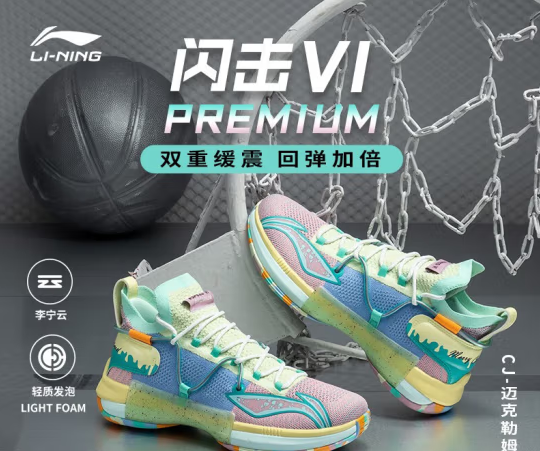 LI-NING
闪击VI
PREMIUM
双重缓震 回弹加倍
李宁云
轻质发泡
LIGHT FOAM
CJ-迈克勒姆